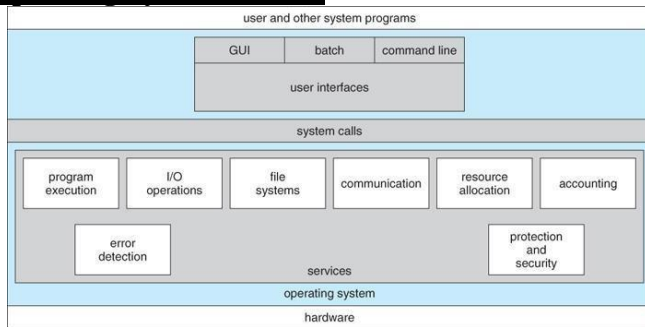 user and other system programs
GUI batch command line
user interfaces
system calls
program execution
I/O operations
file systems
communication
resource allocation
accounting
error detection
protection and security
services
operating system
hardware